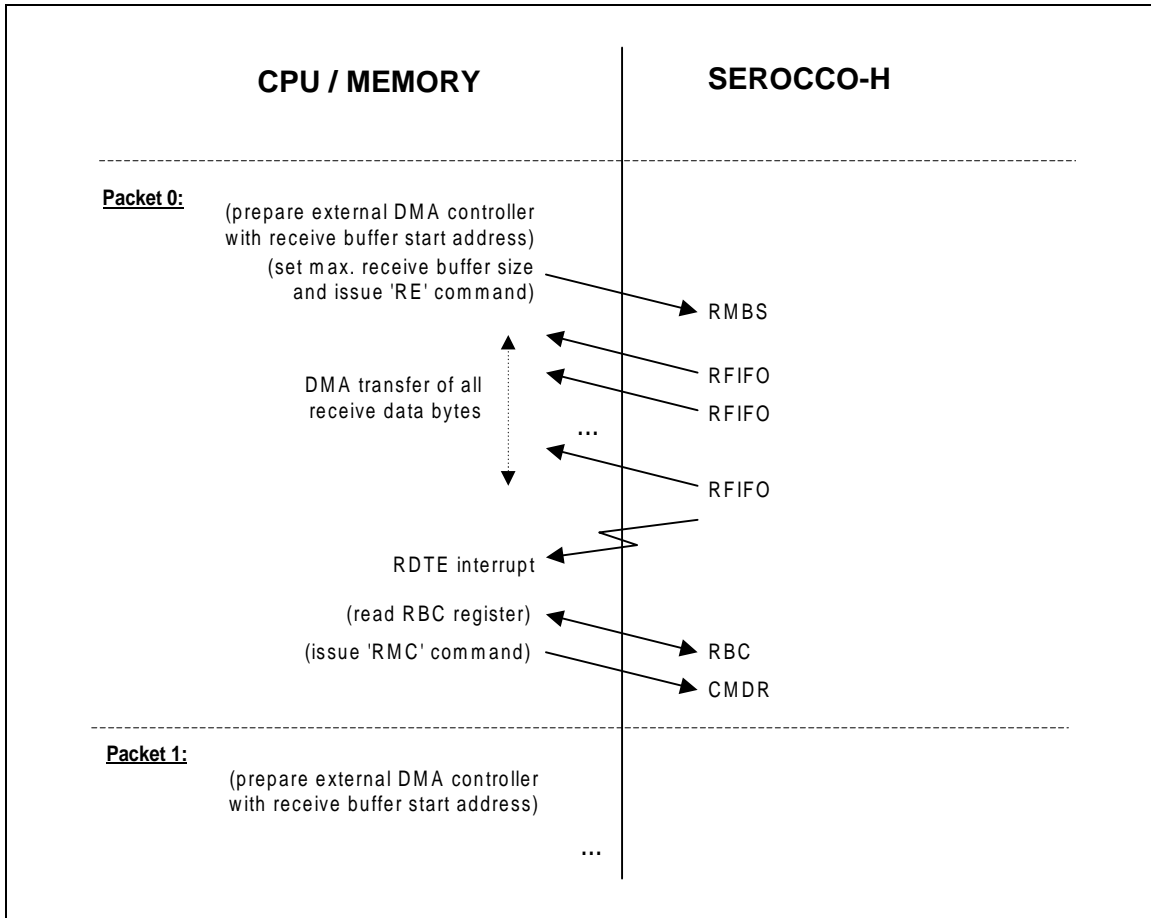 CPU / MEMORY
SEROCCO-H
Packet 0:
(prepare external DMA controller
with receive buffer start address)
(set max. receive buffer size
and issue 'RE' command)
RMBS
RFIFO
DMA transfer of all
receive data bytes
RFIFO
...
RFIFO
RDTE interrupt
(read RBC register)
RBC
(issue 'RMC' command)
CMDR
Packet 1:
(prepare external DMA controller
with receive buffer start address)
...